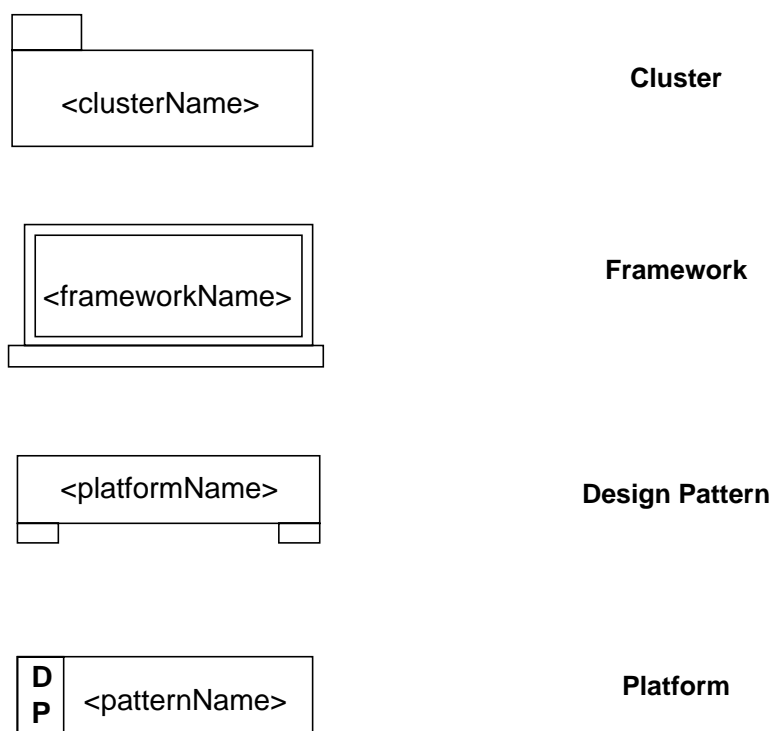 <clusterName>
Cluster
<frameworkName>
Framework
<platformName>
Design Pattern
D
P
<patternName>
Platform